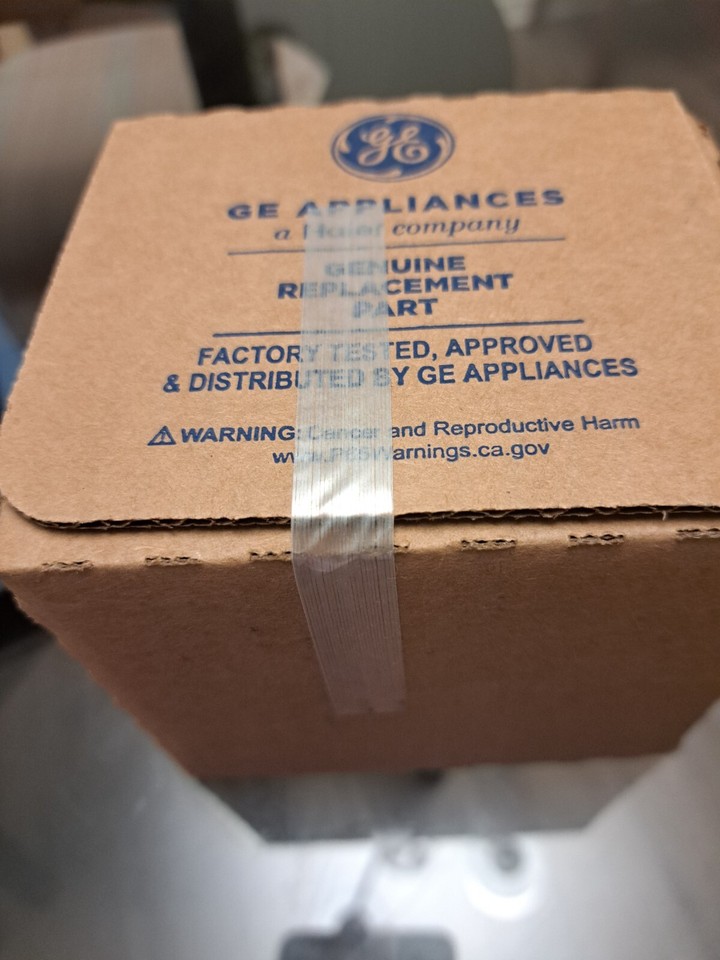 GE
GE APPLIANCES
a Haier company
GENUINE
REPLACEMENT
PART
FACTORY TESTED, APPROVED
& DISTRIBUTED BY GE APPLIANCES
⚠ WARNING: Cancer and Reproductive Harm
www.P65Warnings.ca.gov